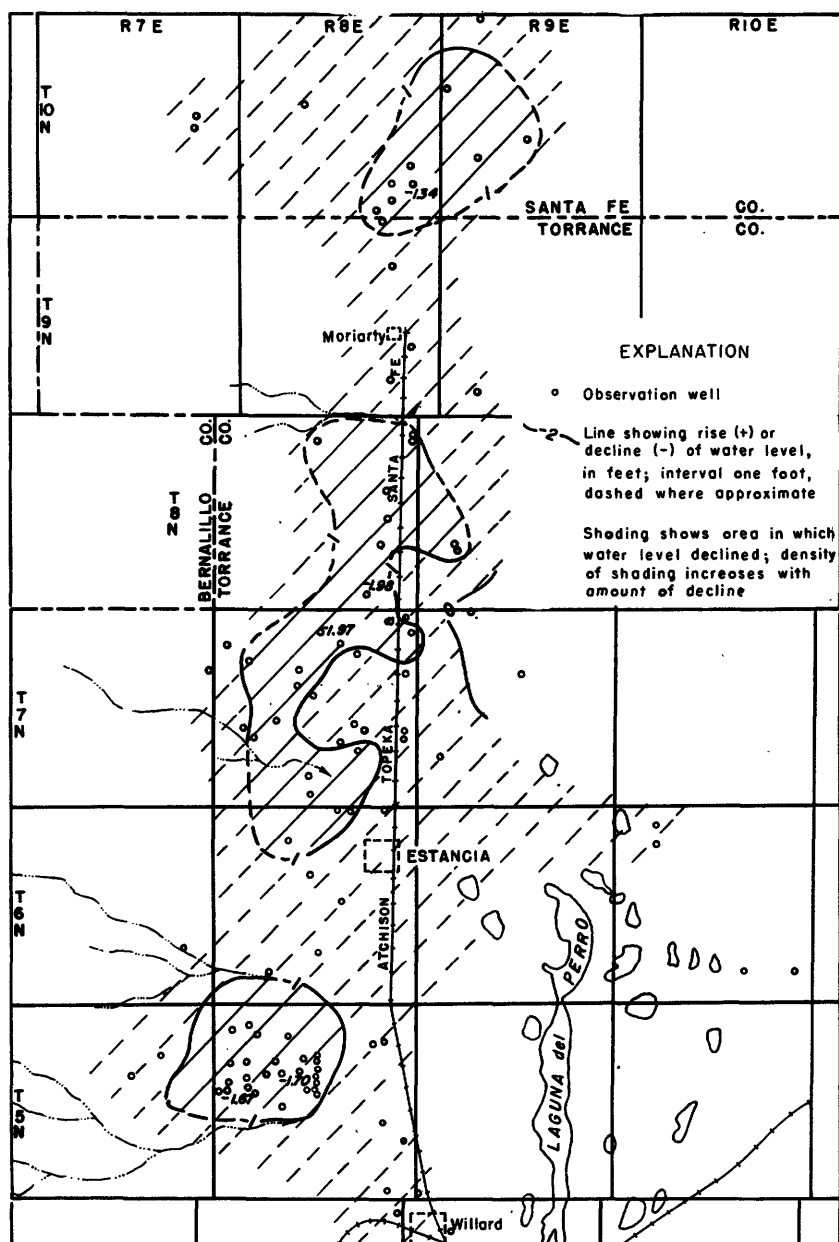 R7E R8E R9E R10E
T
10
N
-1.34
SANTA FE CO.
TORRANCE CO.
T
9
N
Moriarty
FE
EXPLANATION
Observation well
-2 Line showing rise (+) or
decline (-) of water level,
in feet; interval one foot,
dashed where approximate
Shading shows area in which
water level declined; density
of shading increases with
amount of decline
CO.
CO.
T
8
N
BERNALILLO
TORRANCE
SANTA
-1.98
51.97
T
7
N
TOPEKA
ESTANCIA
T
6
N
ATCHISON
PERRO
LAGUNA del
T
5
N
-1.70
-1.67
Willard